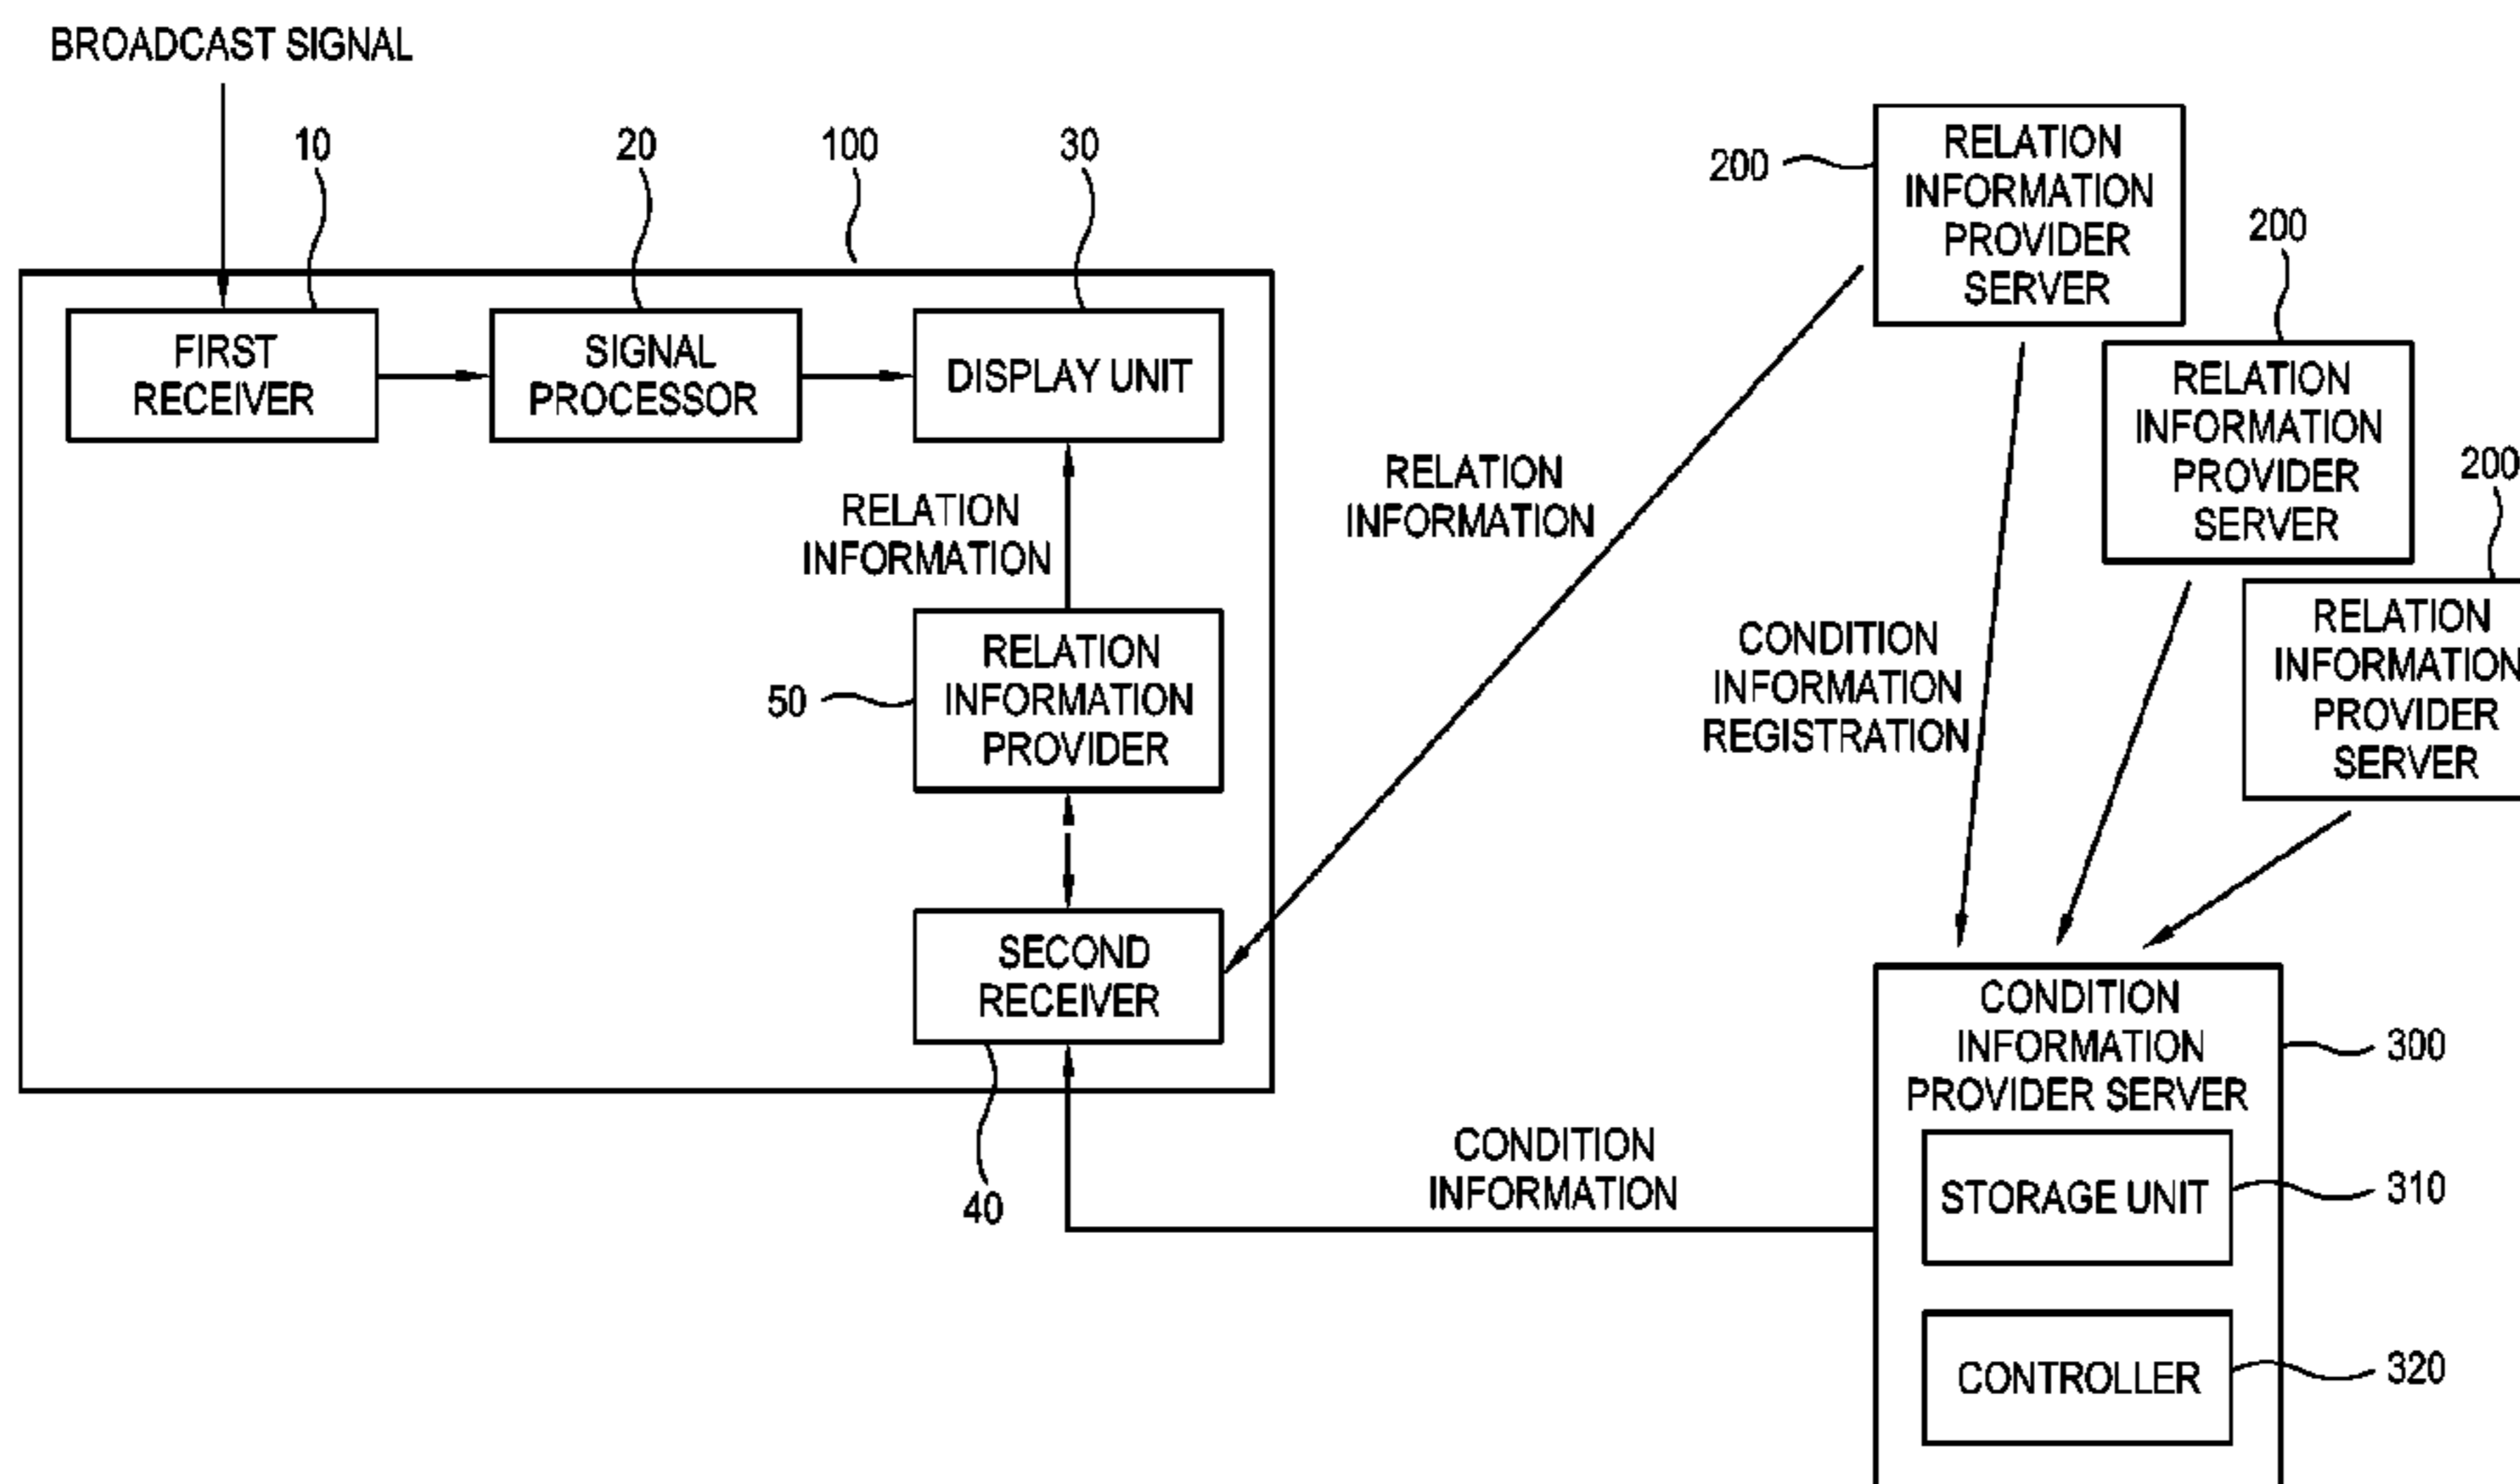 BROADCAST SIGNAL
10
20
100
30
FIRST
RECEIVER
SIGNAL
PROCESSOR
DISPLAY UNIT
RELATION
INFORMATION
50
RELATION
INFORMATION
PROVIDER
SECOND
RECEIVER
40
RELATION
INFORMATION
200
RELATION
INFORMATION
PROVIDER
SERVER
200
RELATION
INFORMATION
PROVIDER
SERVER
200
RELATION
INFORMATION
PROVIDER
SERVER
CONDITION
INFORMATION
REGISTRATION
CONDITION
INFORMATION
PROVIDER SERVER
300
STORAGE UNIT
310
CONTROLLER
320
CONDITION
INFORMATION